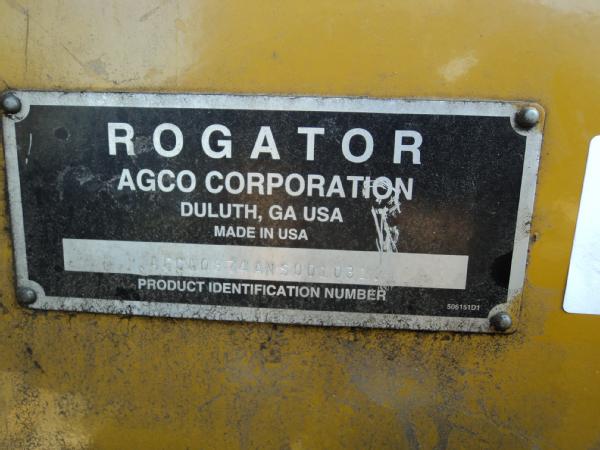 ROGATOR
AGCO CORPORATION
DULUTH, GA USA
MADE IN USA
PRODUCT IDENTIFICATION NUMBER
506151D1